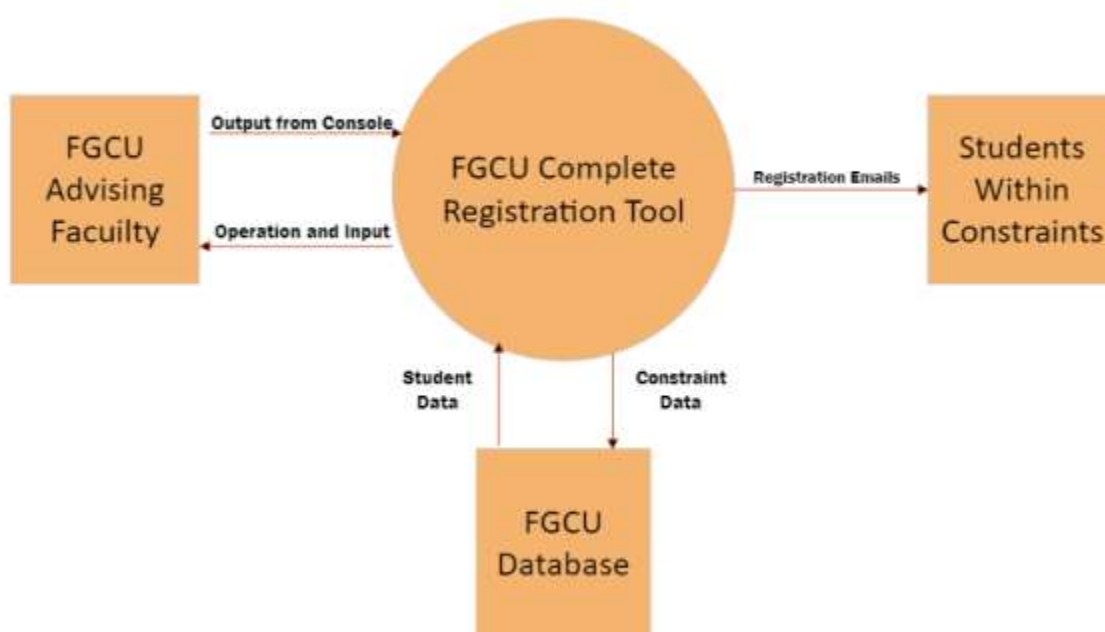 Output from Console
FGCU
Advising
Facuilty
Operation and Input
FGCU Complete
Registration Tool
Registration Emails
Students
Within
Constraints
Student
Data
Constraint
Data
FGCU
Database